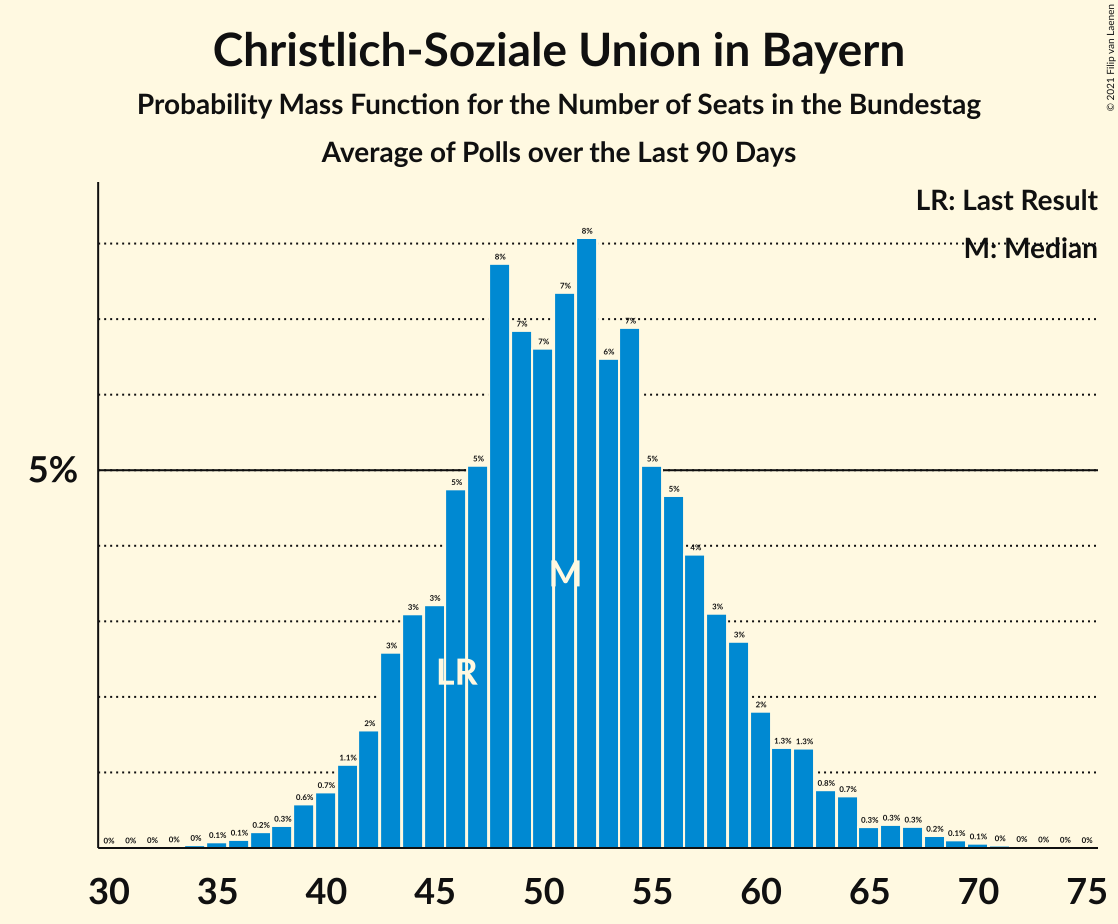 Christlich-Soziale Union in Bayern
Probability Mass Function for the Number of Seats in the Bundestag
Average of Polls over the Last 90 Days
© 2021 Filip van Laenen
LR: Last Result
M: Median
5%
0% 0% 0% 0% 0% 0.1% 0.1% 0.2% 0.3% 0.6% 0.7% 1.1% 2% 3% 3% 3% 5% 5% 8% 7% 7% 7% 8% 6% 7% 5% 5% 4% 3% 3% 2% 1.3% 1.3% 0.8% 0.7% 0.3% 0.3% 0.3% 0.2% 0.1% 0.1% 0% 0% 0% 0% 0%
M
LR
30 35 40 45 50 55 60 65 70 75